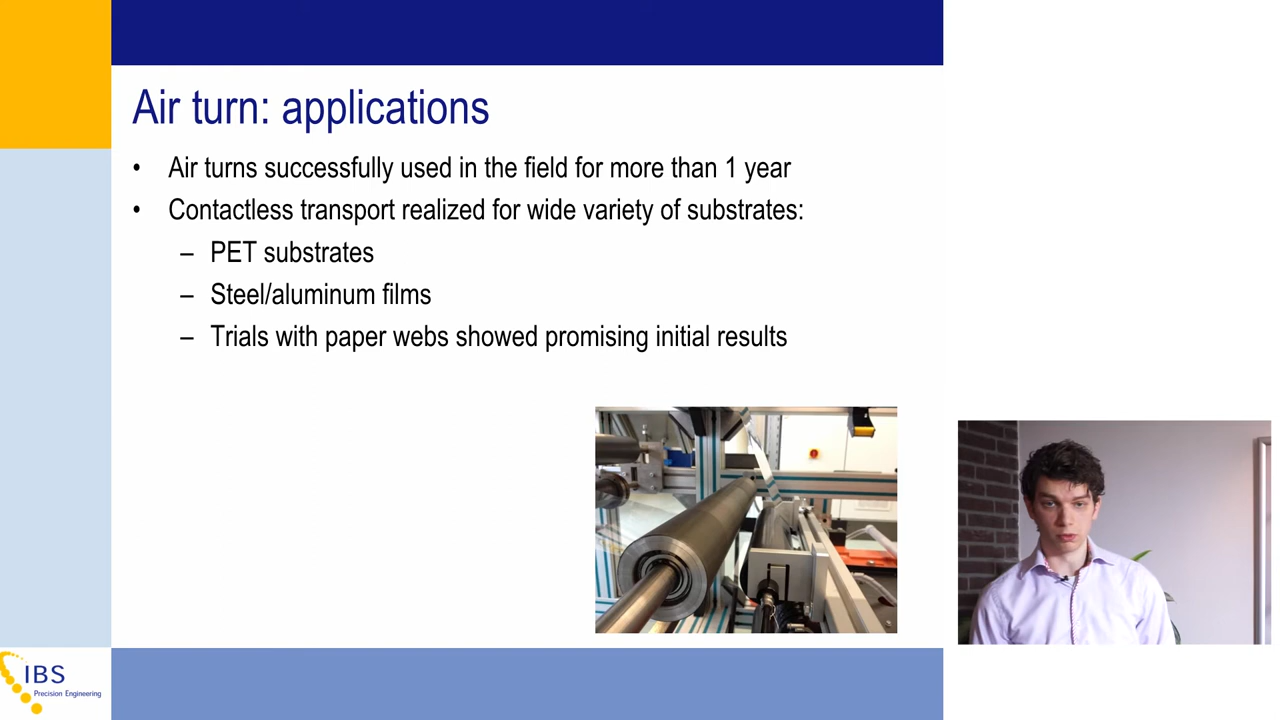 Air turn: applications
• Air turns successfully used in the field for more than 1 year
• Contactless transport realized for wide variety of substrates:
– PET substrates
– Steel/aluminum films
– Trials with paper webs showed promising initial results
IBS
Precision Engineering